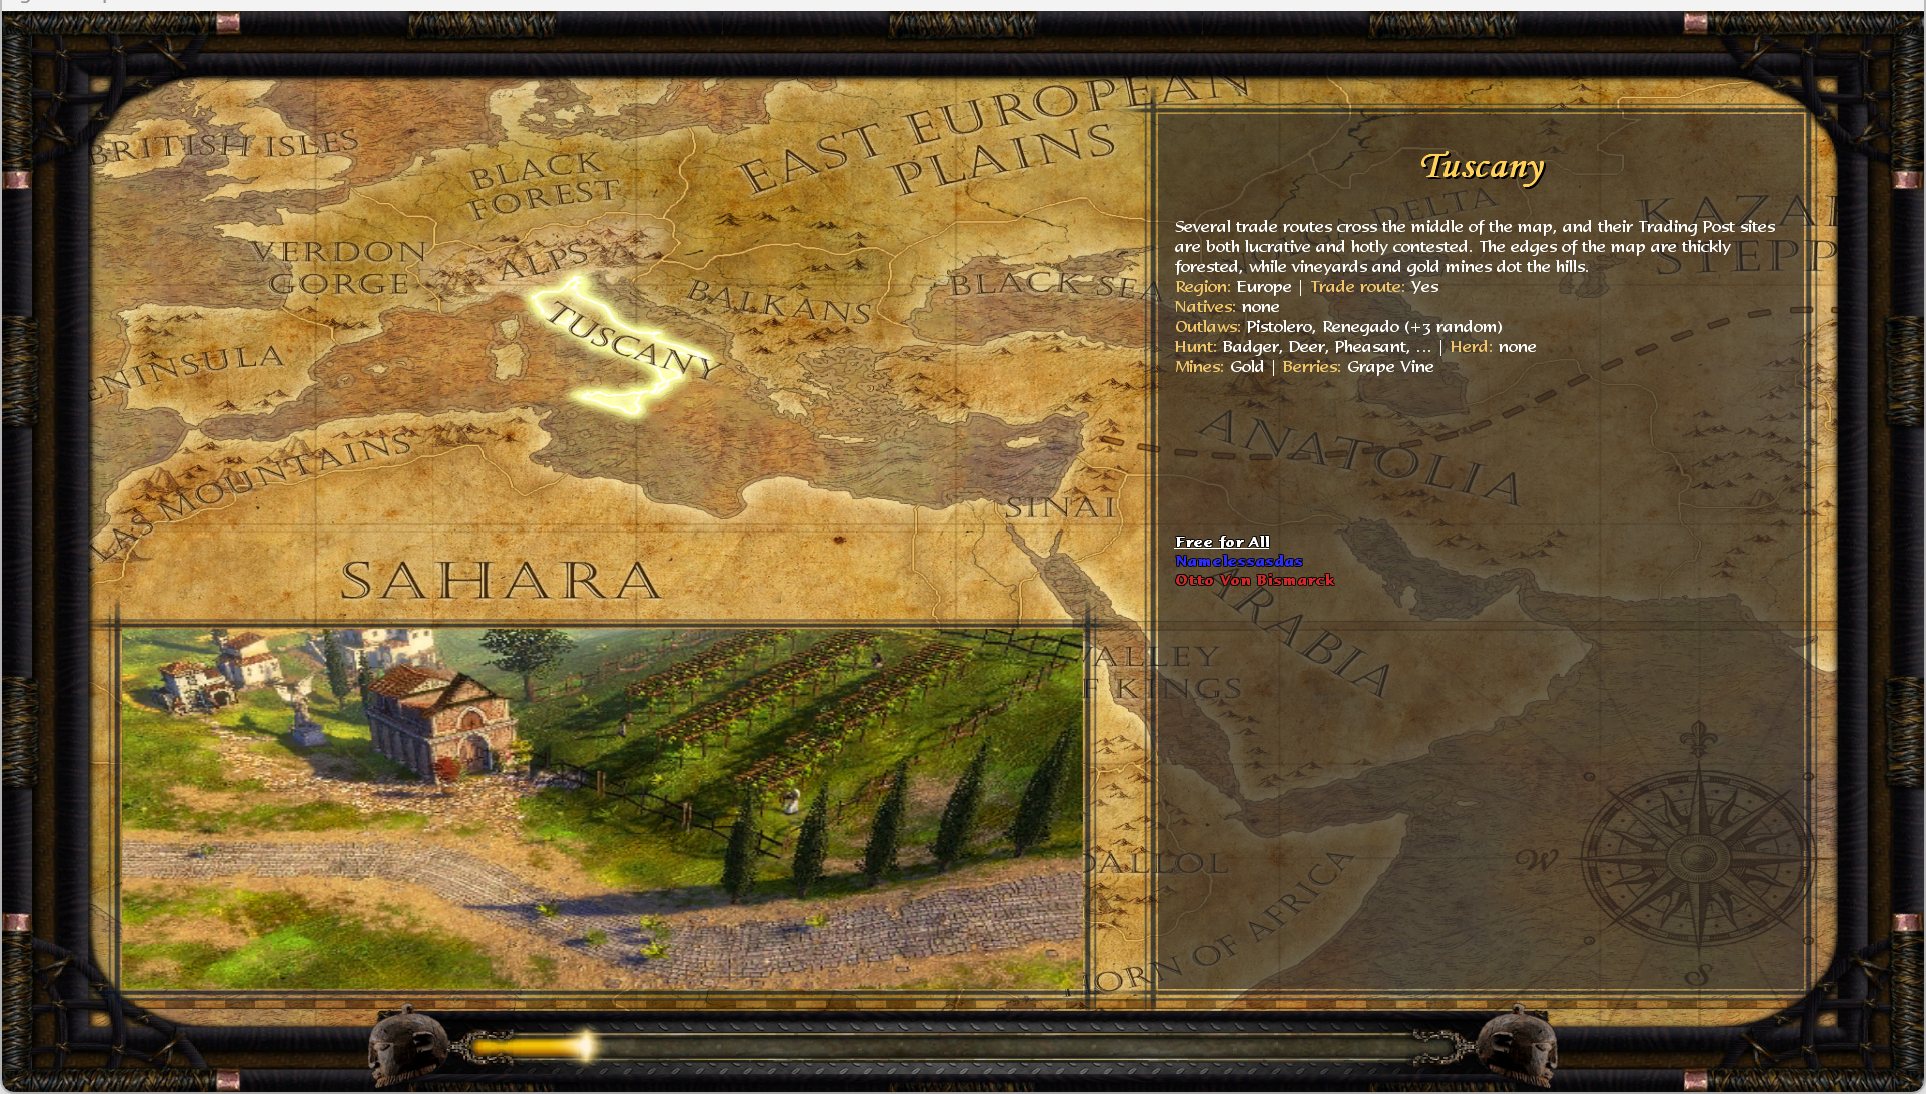 EAST EUROPEAN
PLAINS
BRITISH ISLES
BLACK
FOREST
VERDON
GORGE
ALPS
BALKANS
BLACK SEA
TUSCANY
ENINSULA
LAS MOUNTAINS
SINAI
SAHARA
Tuscany
DELTA
KAZA
STEPP
Several trade routes cross the middle of the map, and their Trading Post sites
are both lucrative and hotly contested. The edges of the map are thickly
forested, while vineyards and gold mines dot the hills.
Region: Europe | Trade route: Yes
Natives: none
Outlaws: Pistolero, Renegado (+3 random)
Hunt: Badger, Deer, Pheasant, ... | Herd: none
Mines: Gold | Berries: Grape Vine
ANATOLIA
Free for All
Namelessasdas
Otto Von Bismarck
ARABIA
ALLEY
F KINGS
DALLOL
HORN OF AFRICA
W
S